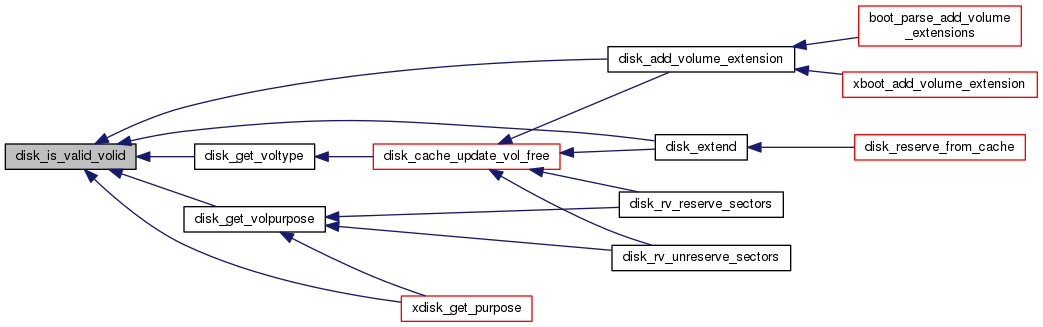 boot_parse_add_volume
_extensions
disk_add_volume_extension
xboot_add_volume_extension
disk_is_valid_volid
disk_get_voltype
disk_cache_update_vol_free
disk_extend
disk_reserve_from_cache
disk_rv_reserve_sectors
disk_get_volpurpose
disk_rv_unreserve_sectors
xdisk_get_purpose